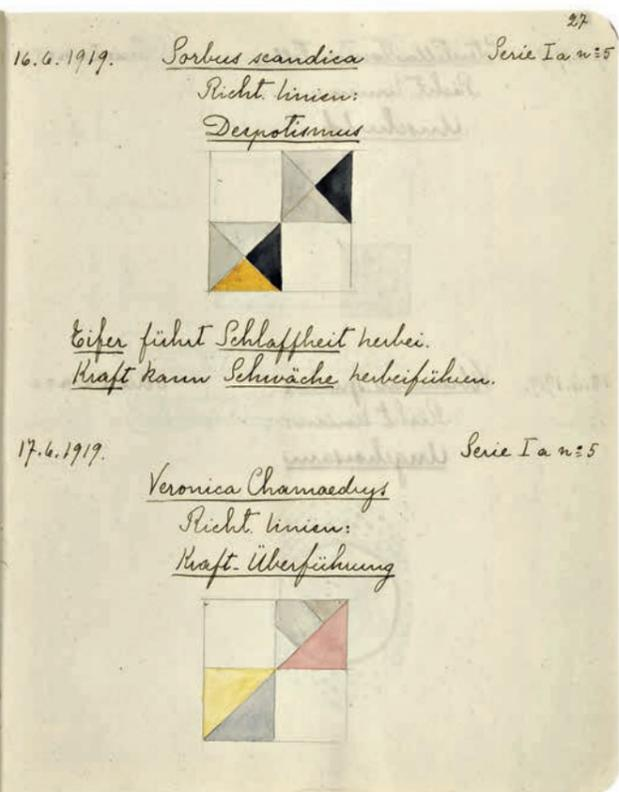 27
16.6.1919. Sorbus scandica Serie I a n:5
Richt. linien:
Despotismus
Eifer führt Schlaffheit herbei.
Kraft kann Schwäche herbeiführen.
17.6.1919. Serie I a n:5
Veronica Chamaedrys
Richt. linien:
Kraft-Überführung